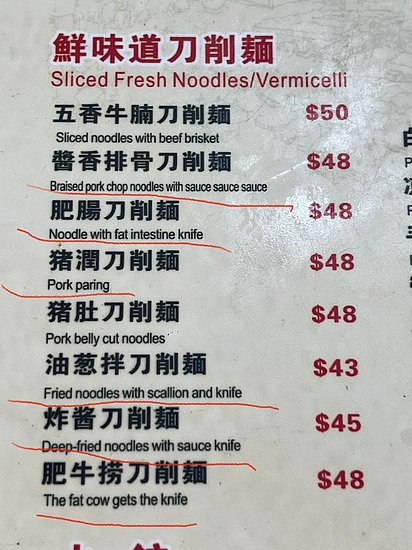 鮮味道刀削麵
Sliced Fresh Noodles/Vermicelli
五香牛腩刀削麵 $50
Sliced noodles with beef brisket
醬香排骨刀削麵 $48
Braised pork chop noodles with sauce sauce sauce
肥腸刀削麵 $48
Noodle with fat intestine knife
猪潤刀削麵 $48
Pork paring
猪肚刀削麵 $48
Pork belly cut noodles
油葱拌刀削麵 $43
Fried noodles with scallion and knife
炸酱刀削麵 $45
Deep-fried noodles with sauce knife
肥牛捞刀削麵 $48
The fat cow gets the knife